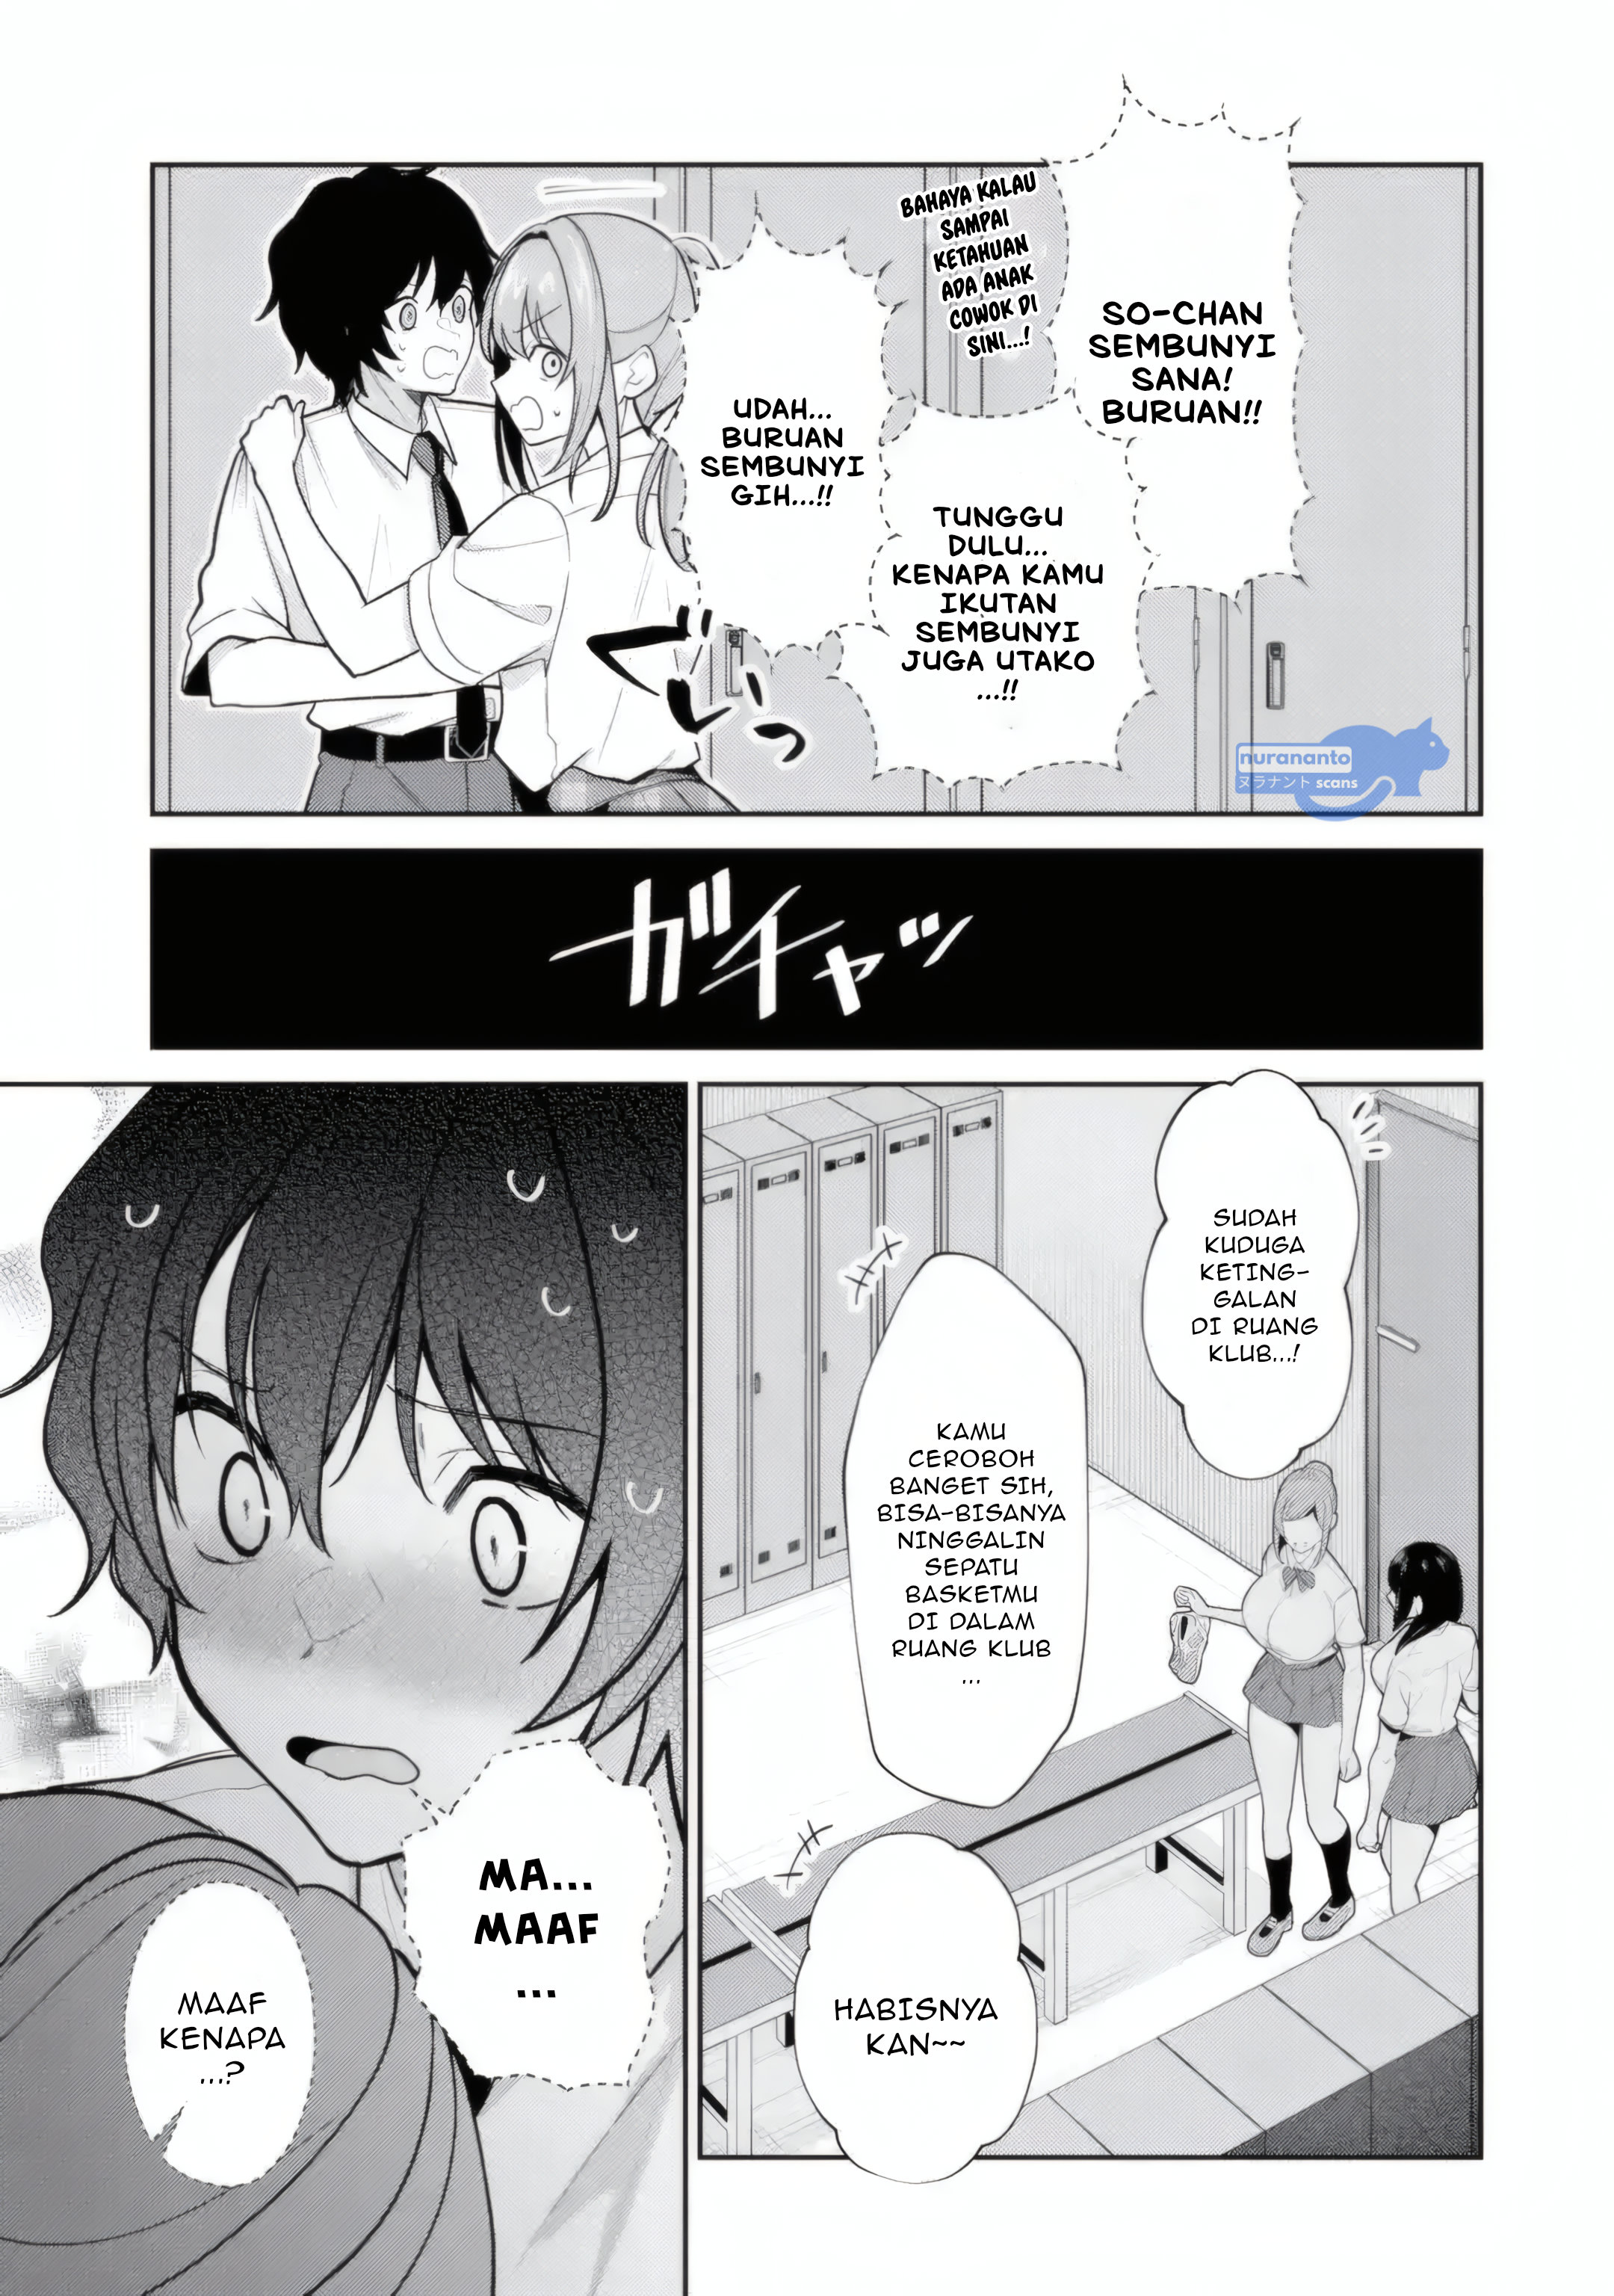 SO-CHAN
SEMBUNYI
SANA!
BURUAN!!
BAHAYA KALAU
SAMPAI
KETAHUAN
ADA ANAK
COWOK DI
SINI...!
TUNGGU
DULU...
KENAPA KAMU
IKUTAN
SEMBUNYI
JUGA UTAKO
...!!
UDAH...
BURUAN
SEMBUNYI
GIH...!!
ぐいっ
nurananto
ヌラナント scans
ガチャッ
SUDAH
KUDUGA
KETING-
GALAN
DI RUANG
KLUB...!
KAMU
CEROBOH
BANGET SIH,
BISA-BISANYA
NINGGALIN
SEPATU
BASKETMU
DI DALAM
RUANG KLUB
...
HABISNYA
KAN~~
MA...
MAAF
...
MAAF
KENAPA
...?